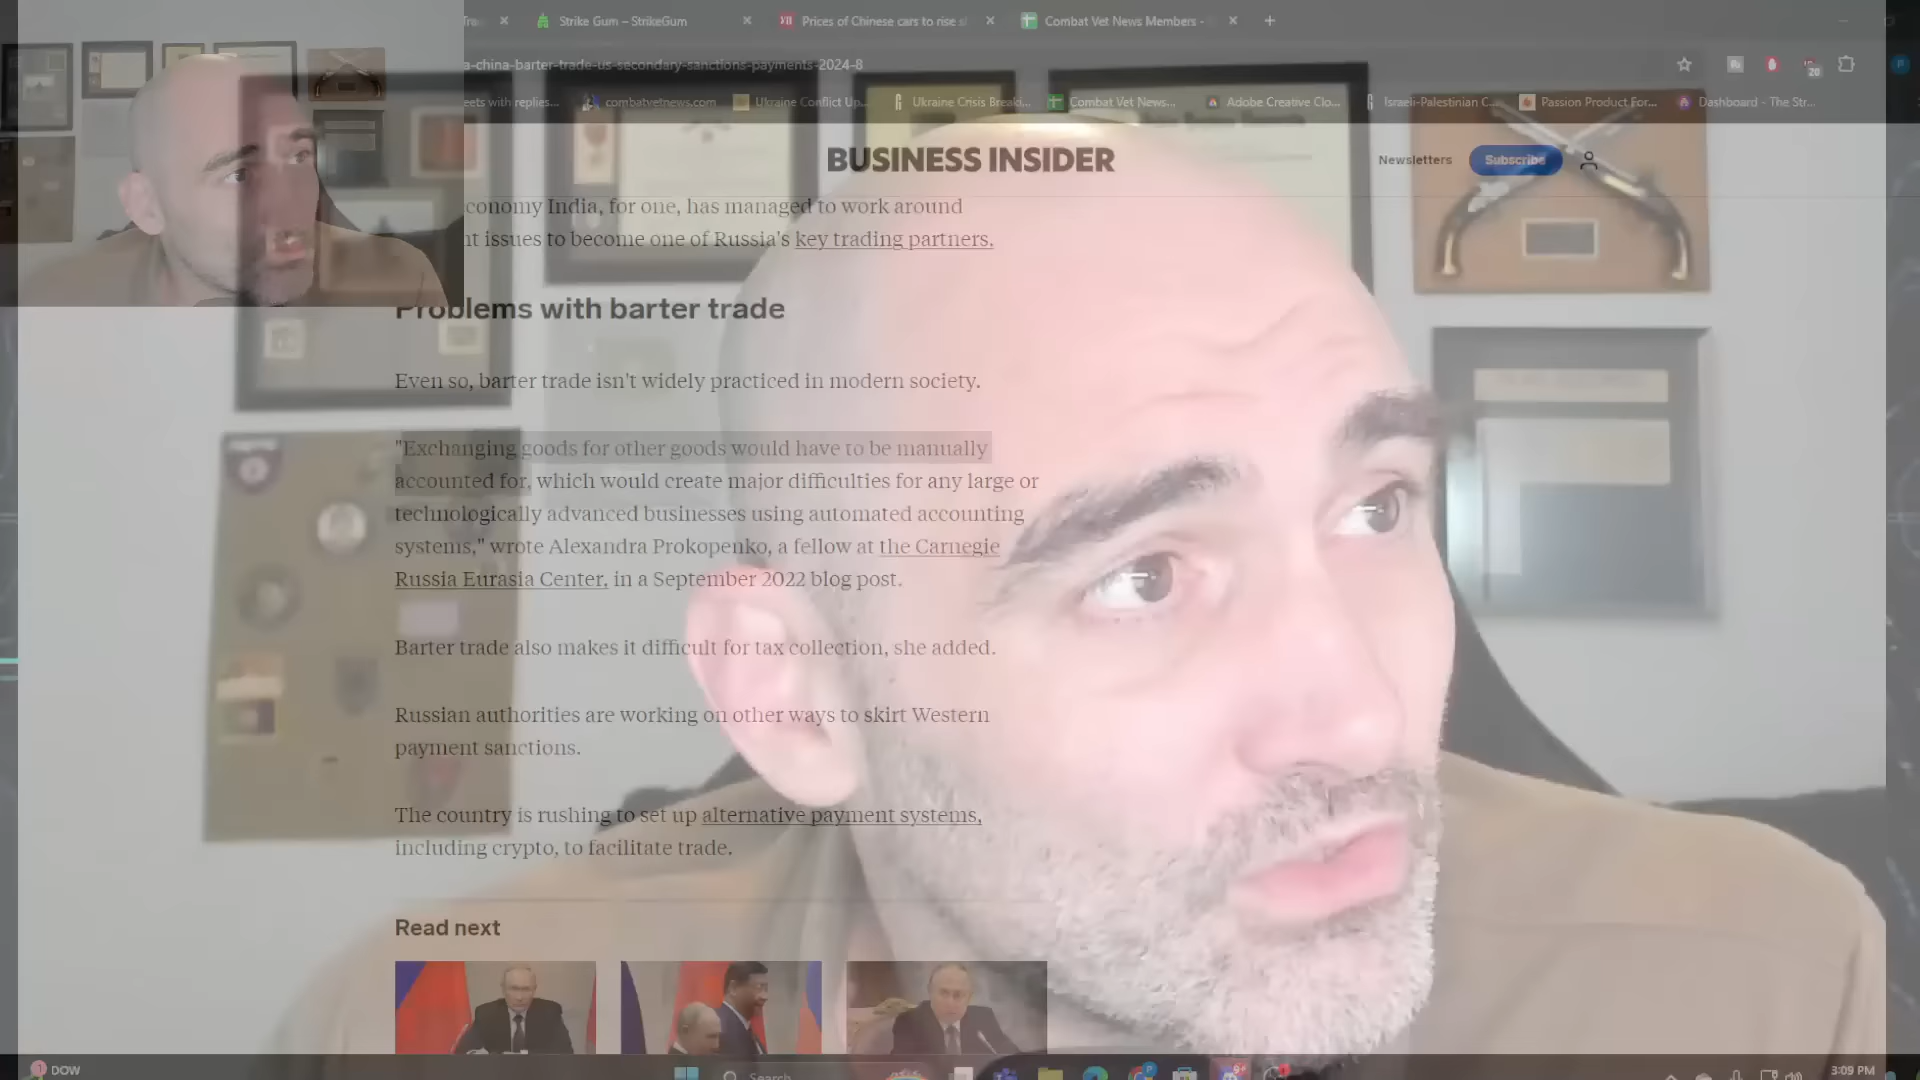 Strike Gum – StrikeGum
Prices of Chinese cars to rise
Combat Vet News Members -
a-china-barter-trade-us-secondary-sanctions-payments-2024-8
eets with replies...
combatvetnews.com
Ukraine Conflict Up...
Ukraine Crisis Break...
Combat Vet News...
Adobe Creative Clo...
Israeli-Palestinian C...
Passion Product For...
Dashboard - The Str...
BUSINESS INSIDER
Newsletters
Subscribe
conomy India, for one, has managed to work around
nt issues to become one of Russia's key trading partners.
Problems with barter trade
Even so, barter trade isn't widely practiced in modern society.
"Exchanging goods for other goods would have to be manually
accounted for, which would create major difficulties for any large or
technologically advanced businesses using automated accounting
systems," wrote Alexandra Prokopenko, a fellow at the Carnegie
Russia Eurasia Center, in a September 2022 blog post.
Barter trade also makes it difficult for tax collection, she added.
Russian authorities are working on other ways to skirt Western
payment sanctions.
The country is rushing to set up alternative payment systems,
including crypto, to facilitate trade.
Read next
DOW
Search
3:09 PM